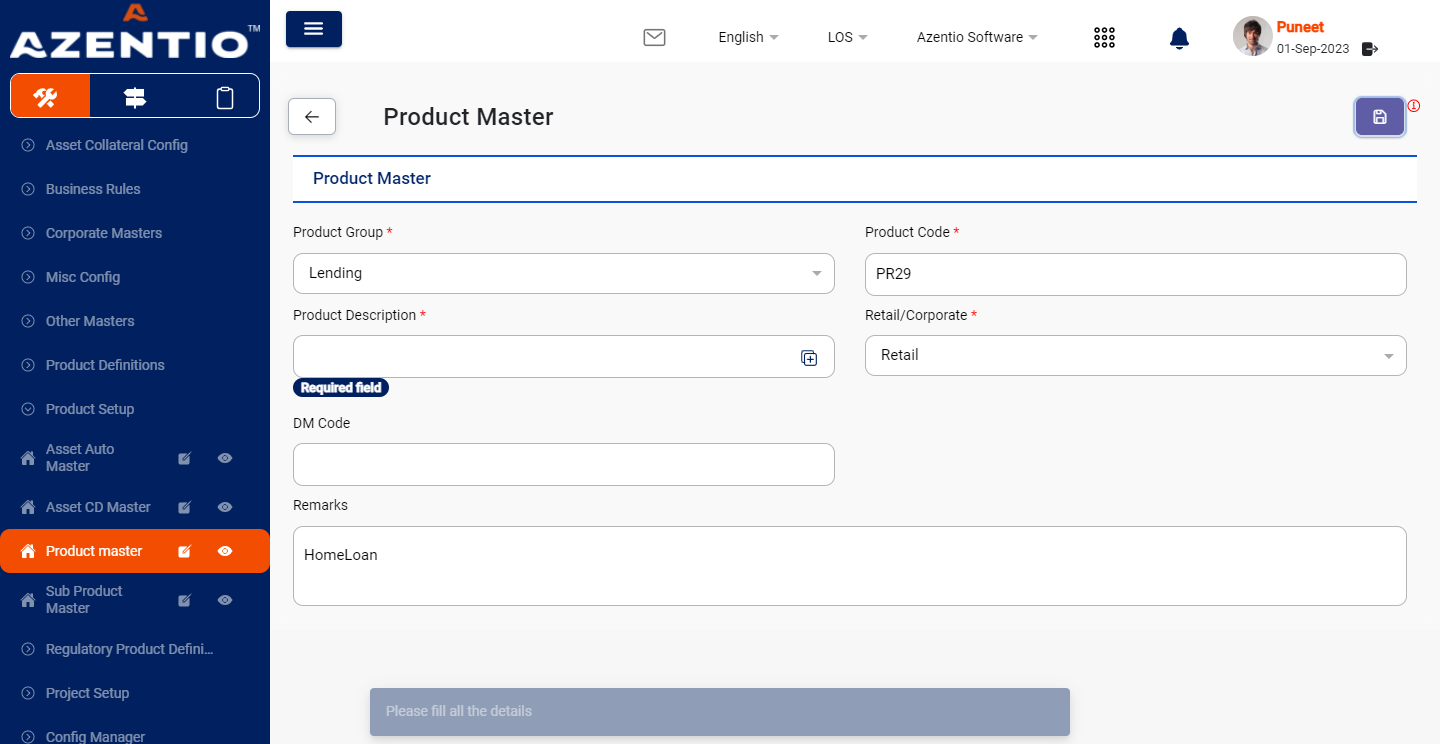 AZENTIO™
English
LOS
Azentio Software
Puneet
01-Sep-2023
Asset Collateral Config
Business Rules
Corporate Masters
Misc Config
Other Masters
Product Definitions
Product Setup
Asset Auto
Master
Asset CD Master
Product master
Sub Product
Master
Regulatory Product Defini...
Project Setup
Config Manager
Product Master
Product Master
Product Group *
Product Code *
Lending
PR29
Product Description *
Retail/Corporate *
Retail
Required field
DM Code
Remarks
HomeLoan
Please fill all the details